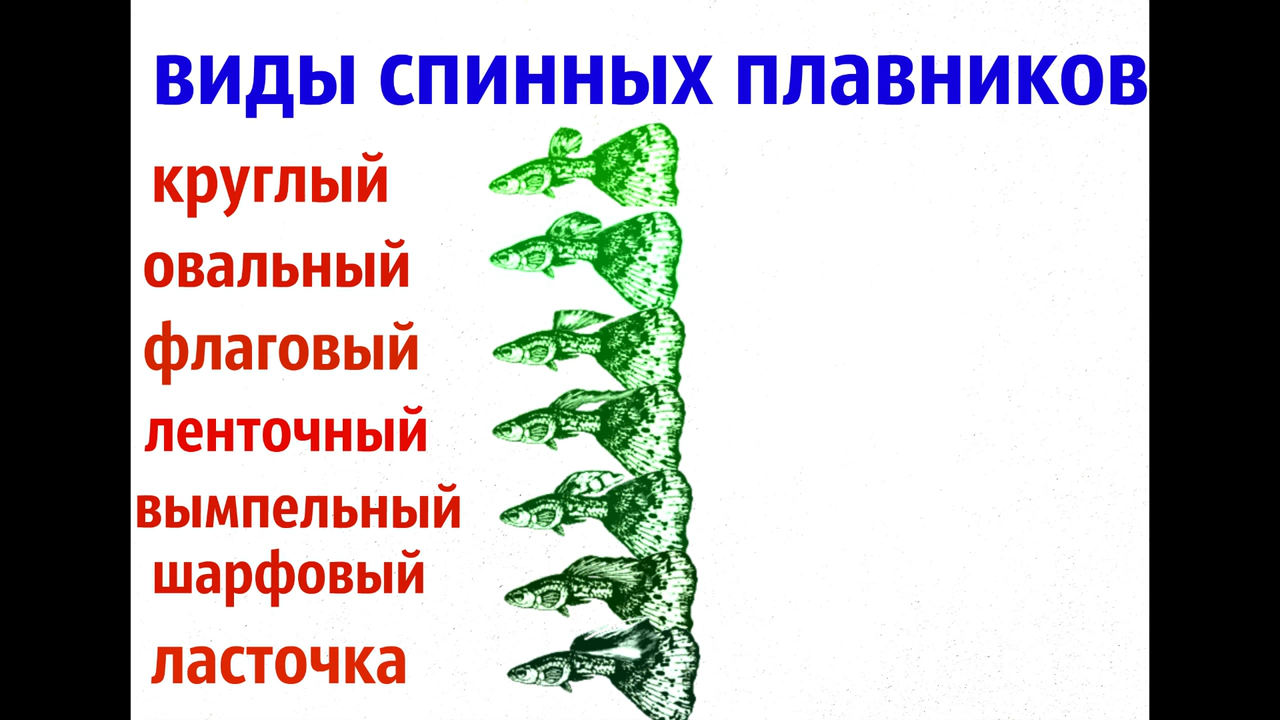 виды спинных плавников
круглый
овальный
флаговый
ленточный
вымпельный
шарфовый
ласточка